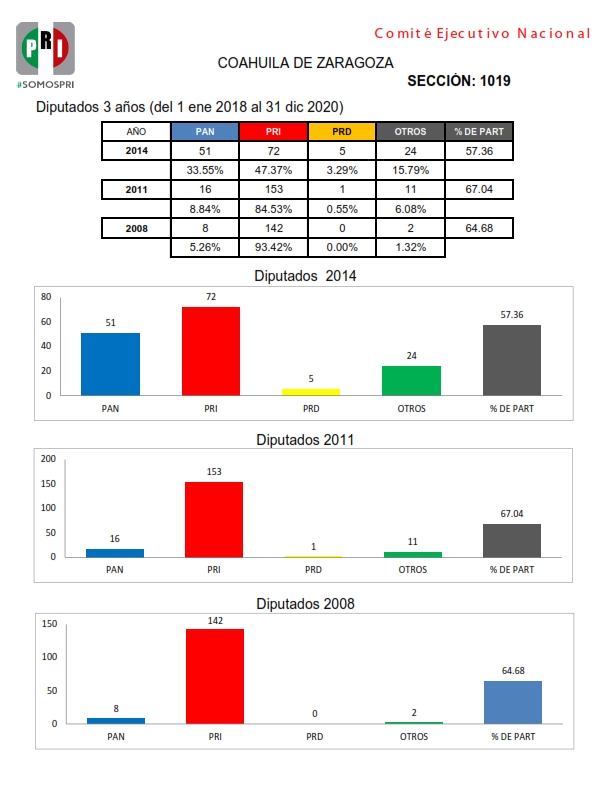 PRI
#SOMOSPRI
Comité Ejecutivo Nacional
COAHUILA DE ZARAGOZA
SECCIÓN: 1019
Diputados 3 años (del 1 ene 2018 al 31 dic 2020)
AÑO PAN PRI PRD OTROS % DE PART
2014 51 72 5 24 57.36
33.55% 47.37% 3.29% 15.79%
2011 16 153 1 11 67.04
8.84% 84.53% 0.55% 6.08%
2008 8 142 0 2 64.68
5.26% 93.42% 0.00% 1.32%
Diputados 2014
80
60
40
20
0
51 72 5 24 57.36
PAN PRI PRD OTROS % DE PART
Diputados 2011
200
150
100
50
0
16 153 1 11 67.04
PAN PRI PRD OTROS % DE PART
Diputados 2008
150
100
50
0
8 142 0 2 64.68
PAN PRI PRD OTROS % DE PART